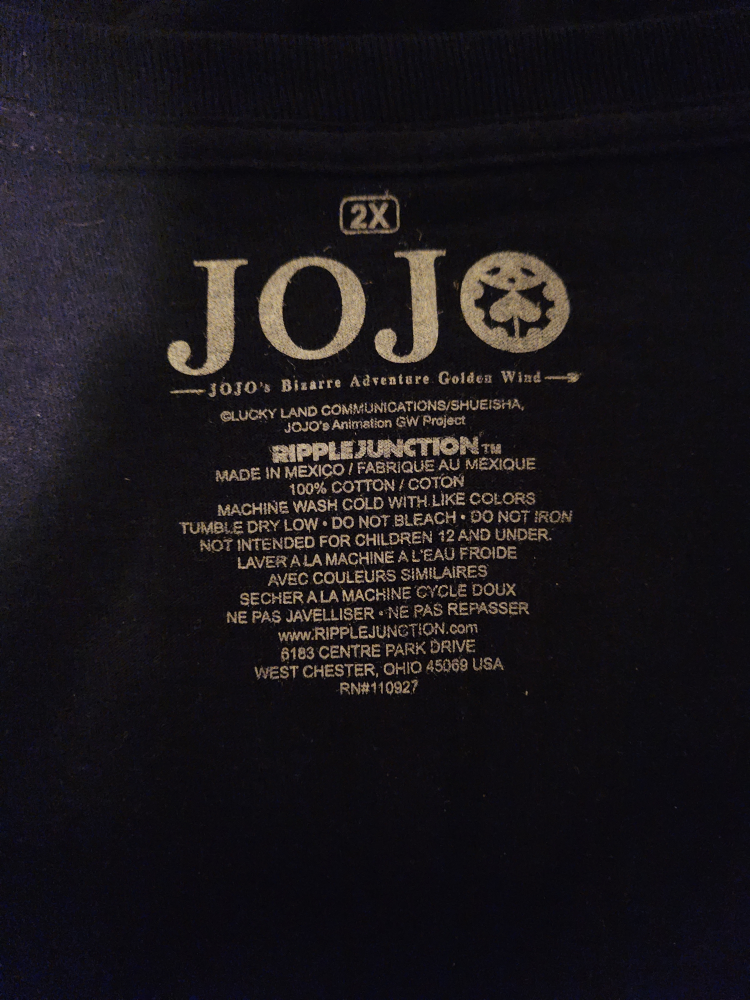 2X
JOJO
JOJO's Bizarre Adventure Golden Wind
©LUCKY LAND COMMUNICATIONS/SHUEISHA,
JOJO's Animation GW Project
RIPPLEJUNCTION™
MADE IN MEXICO / FABRIQUE AU MEXIQUE
100% COTTON / COTON
MACHINE WASH COLD WITH LIKE COLORS
TUMBLE DRY LOW • DO NOT BLEACH • DO NOT IRON
NOT INTENDED FOR CHILDREN 12 AND UNDER.
LAVER A LA MACHINE A L'EAU FROIDE
AVEC COULEURS SIMILAIRES
SECHER A LA MACHINE CYCLE DOUX
NE PAS JAVELLISER • NE PAS REPASSER
www.RIPPLEJUNCTION.com
6183 CENTRE PARK DRIVE
WEST CHESTER, OHIO 45069 USA
RN#110927